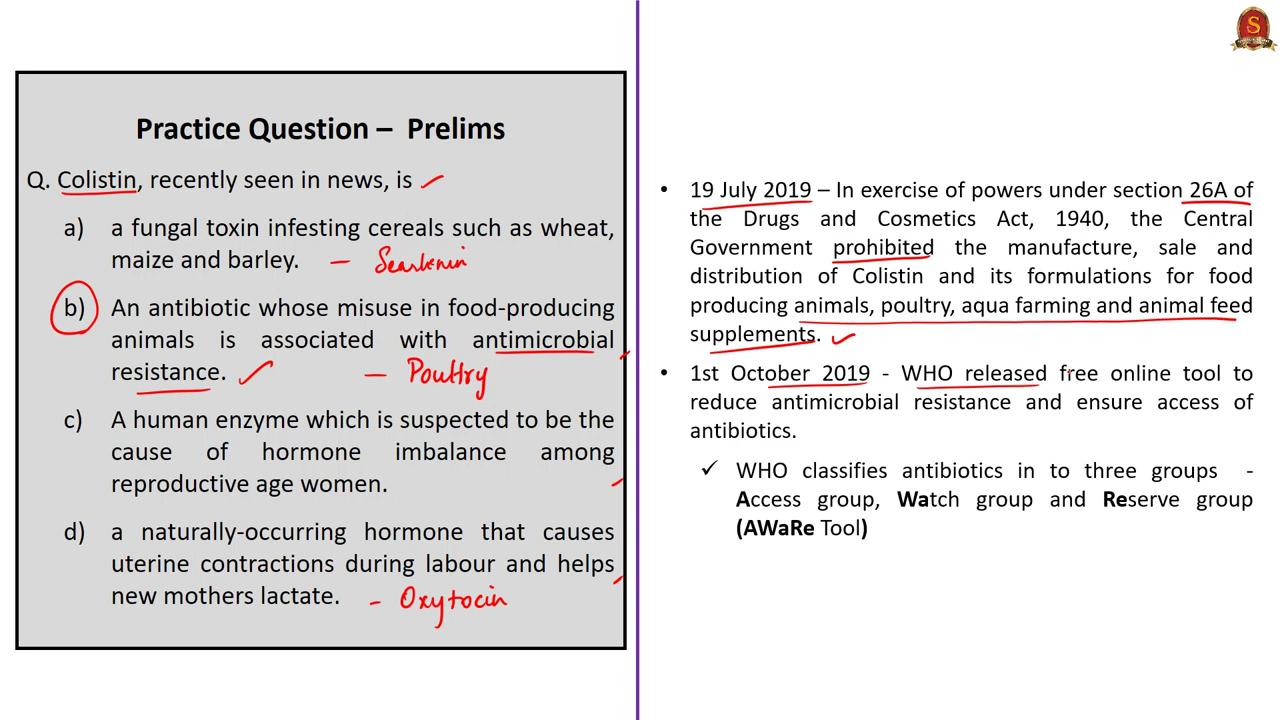 S
Practice Question – Prelims
Q. Colistin, recently seen in news, is
a) a fungal toxin infesting cereals such as wheat,
maize and barley. –
b) An antibiotic whose misuse in food-producing
animals is associated with antimicrobial
resistance. – Poultry
c) A human enzyme which is suspected to be the
cause of hormone imbalance among
reproductive age women.
d) a naturally-occurring hormone that causes
uterine contractions during labour and helps
new mothers lactate. - Oxytocin
• 19 July 2019 – In exercise of powers under section 26A of
the Drugs and Cosmetics Act, 1940, the Central
Government prohibited the manufacture, sale and
distribution of Colistin and its formulations for food
producing animals, poultry, aqua farming and animal feed
supplements.
• 1st October 2019 - WHO released free online tool to
reduce antimicrobial resistance and ensure access of
antibiotics.
✓ WHO classifies antibiotics in to three groups -
Access group, Watch group and Reserve group
(AWaRe Tool)